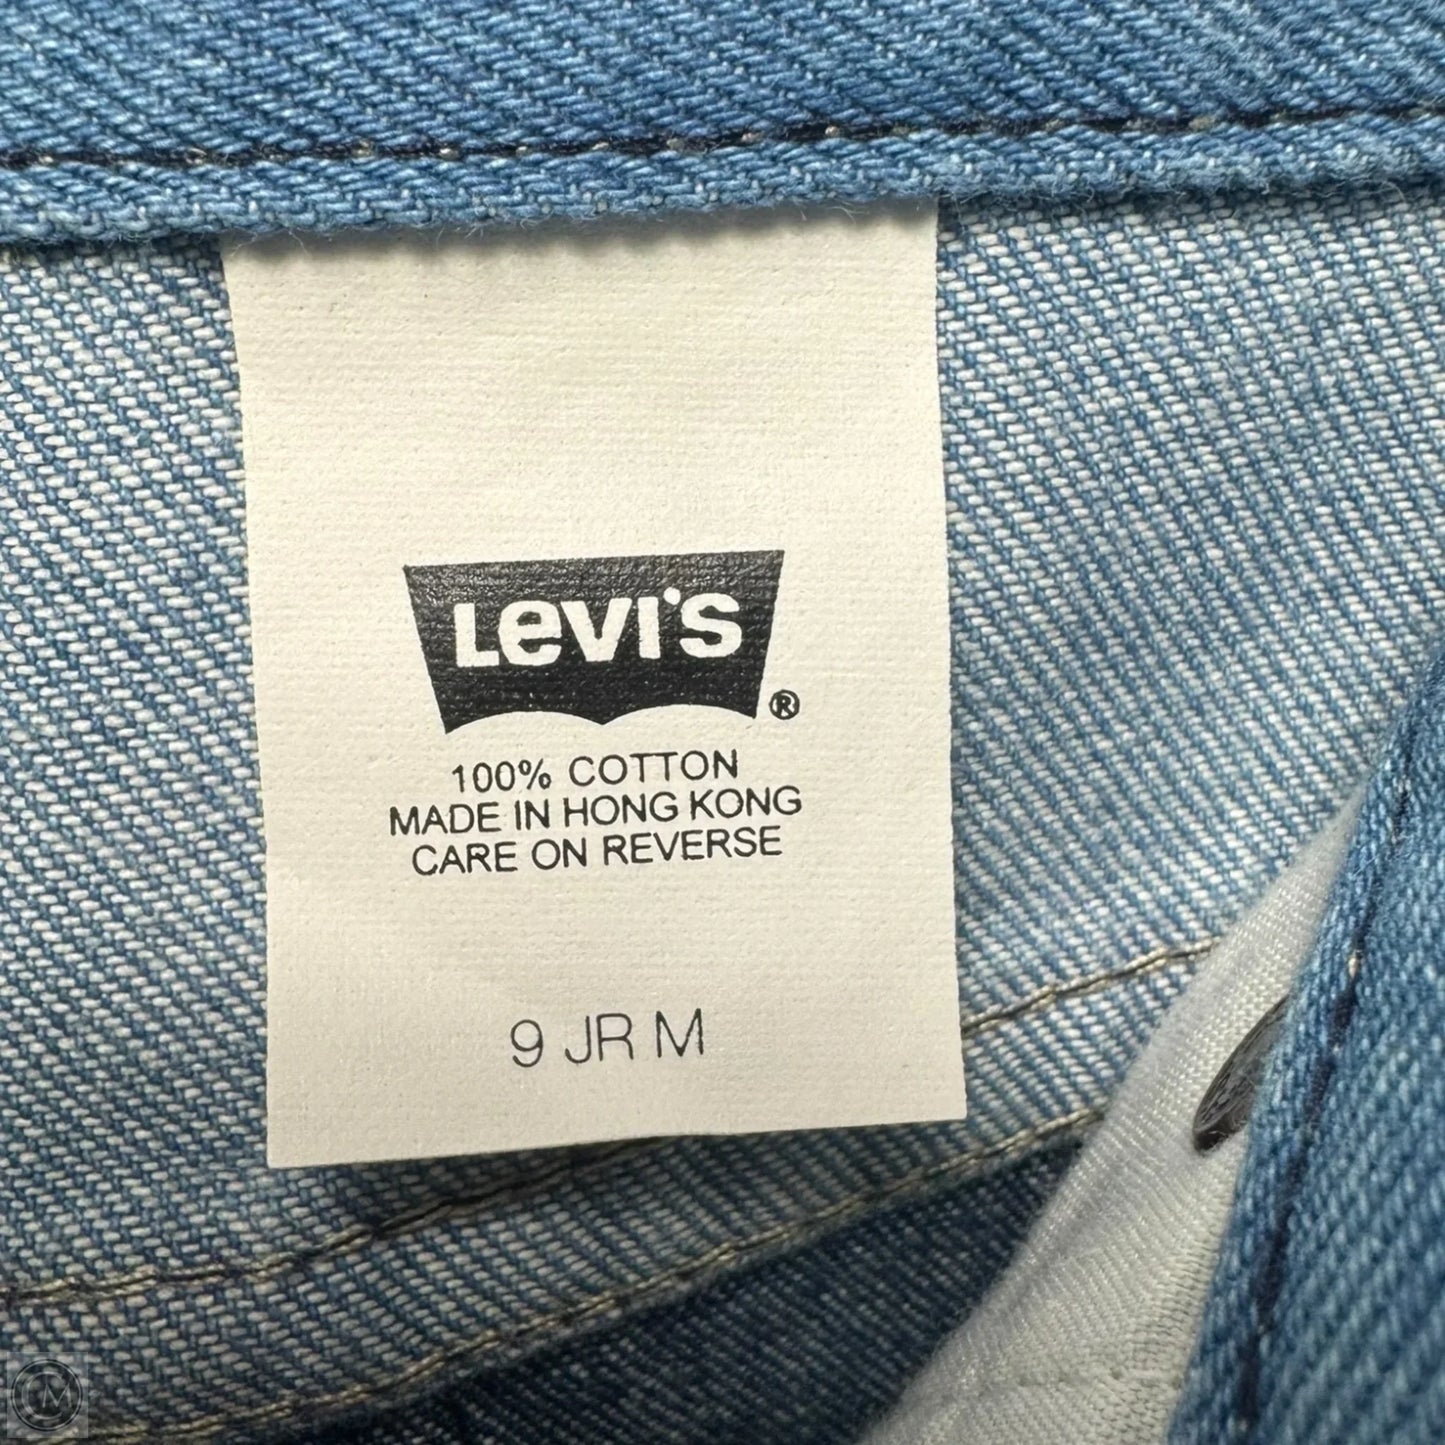 Levi's ®
100% COTTON
MADE IN HONG KONG
CARE ON REVERSE
9 JR M